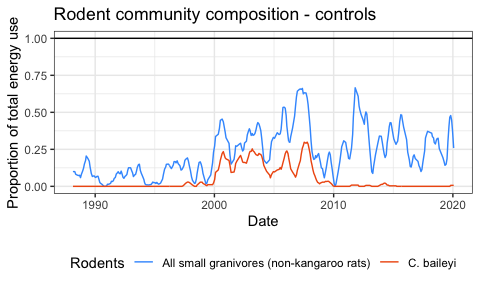 Rodent community composition - controls
Proportion of total energy use
1.00
0.75
0.50
0.25
0.00
1990 2000 2010 2020
Date
Rodents All small granivores (non-kangaroo rats) C. baileyi